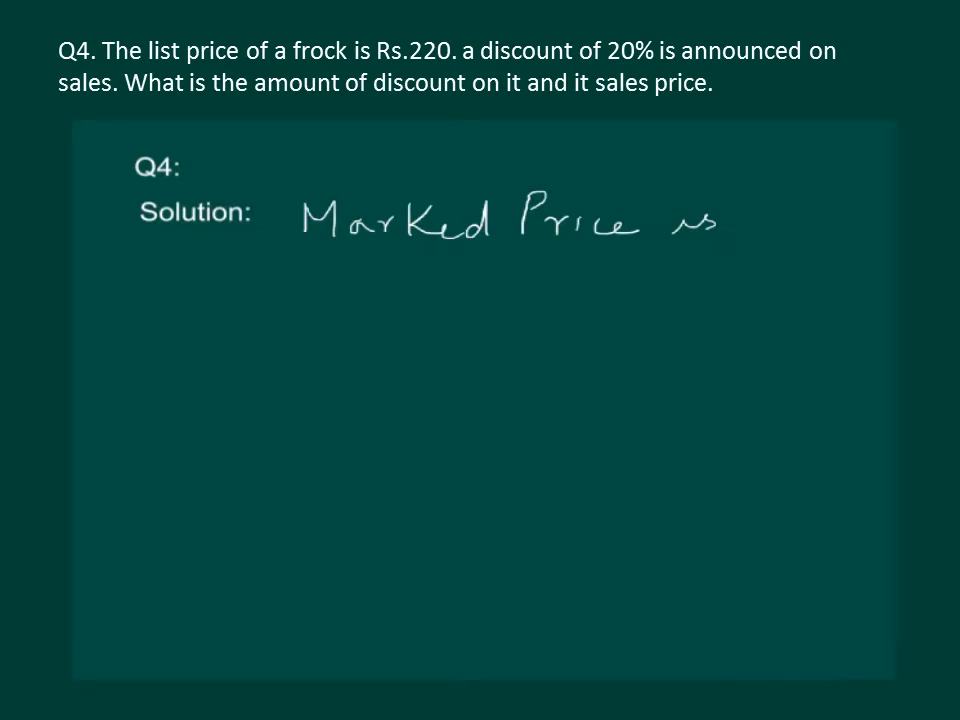 Q4. The list price of a frock is Rs.220. a discount of 20% is announced on
sales. What is the amount of discount on it and it sales price.
Q4:
Solution: Marked Price is